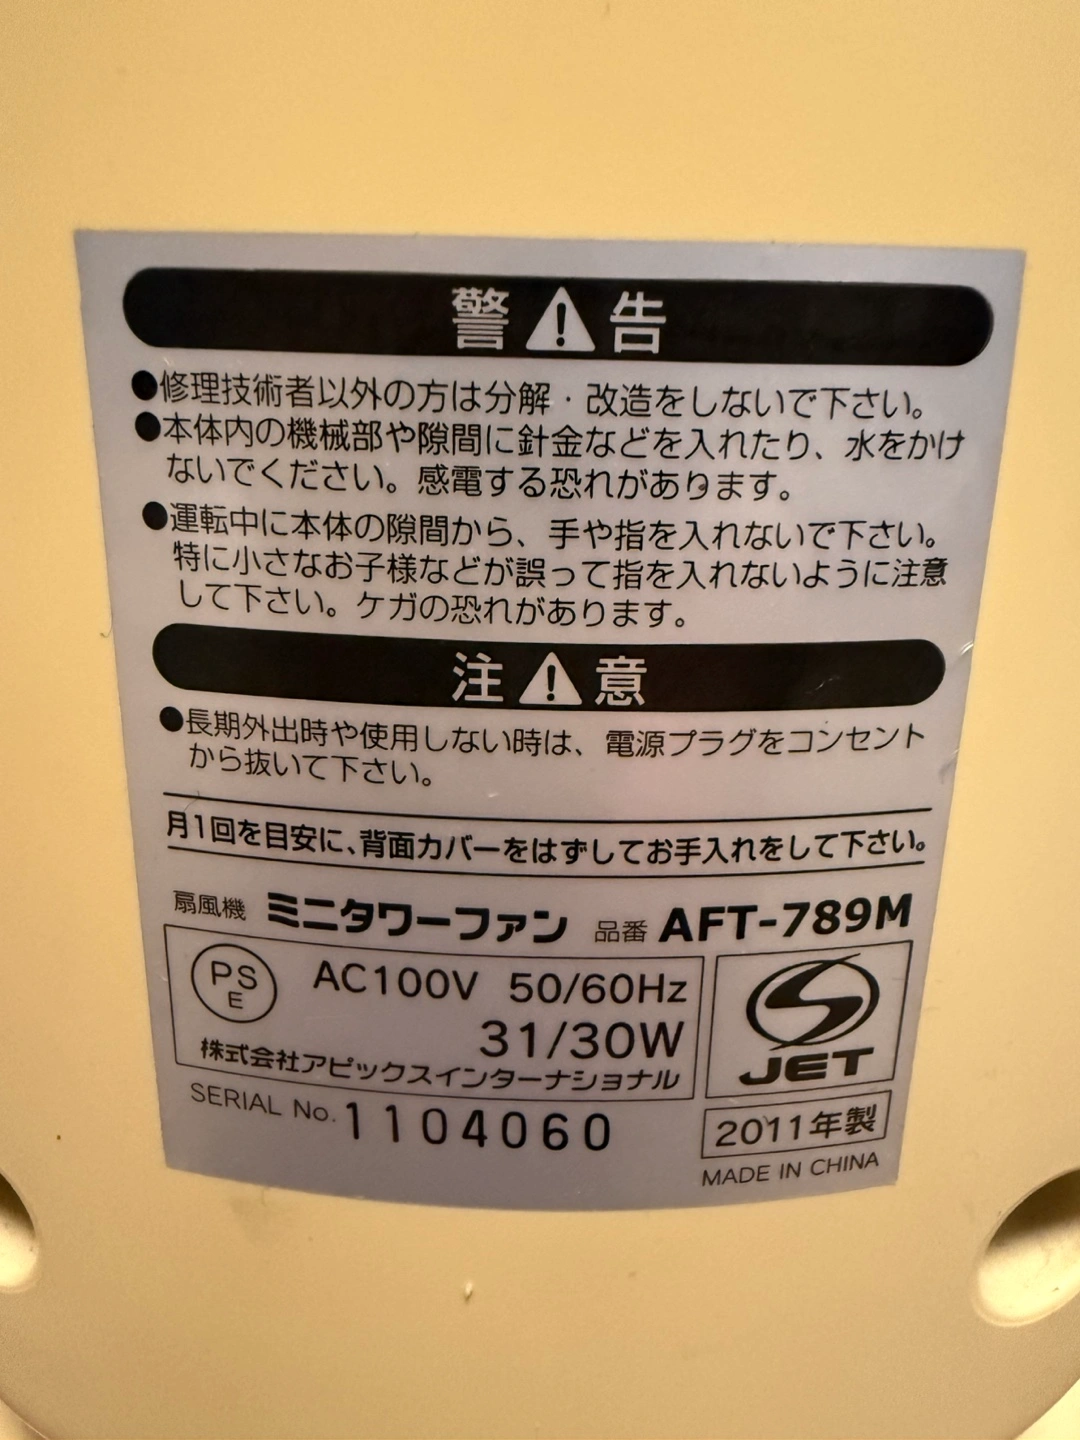 警告
●修理技術者以外の方は分解・改造をしないで下さい。
●本体内の機械部や隙間に針金などを入れたり、水をかけ
ないでください。感電する恐れがあります。
●運転中に本体の隙間から、手や指を入れないで下さい。
特に小さなお子様などが誤って指を入れないように注意
して下さい。ケガの恐れがあります。
注意
●長期外出時や使用しない時は、電源プラグをコンセント
から抜いて下さい。
月1回を目安に、背面カバーをはずしてお手入れをして下さい。
扇風機 ミニタワーファン 品番 AFT-789M
PS
E
AC100V 50/60Hz
31/30W
株式会社アピックスインターナショナル
JET
SERIAL No. 1104060
2011年製
MADE IN CHINA